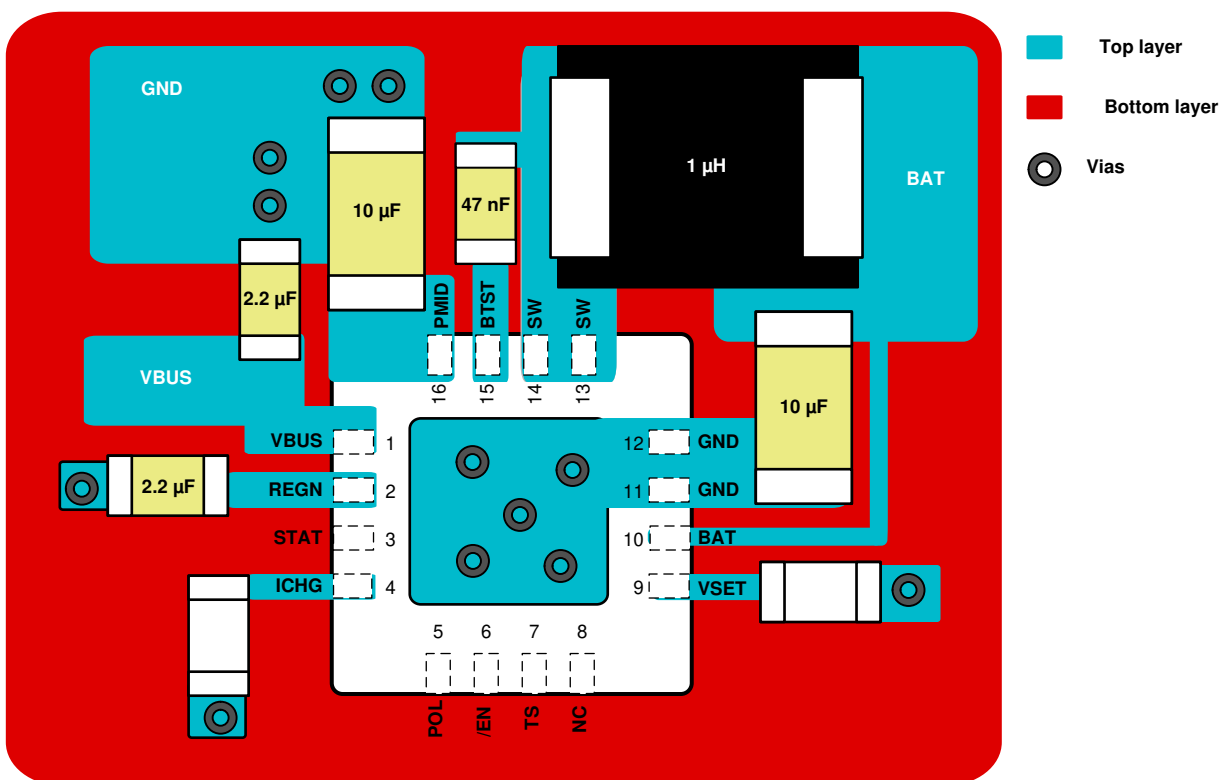 GND
Top layer
Bottom layer
Vias
1 µH
BAT
10 µF
47 nF
2.2 µF
PMID
BTST
SW
SW
VBUS
16
15
14
13
10 µF
VBUS
1
12
GND
2.2 µF
REGN
2
11
GND
STAT
3
10
BAT
ICHG
4
9
VSET
5
6
7
8
POL
/EN
TS
NC